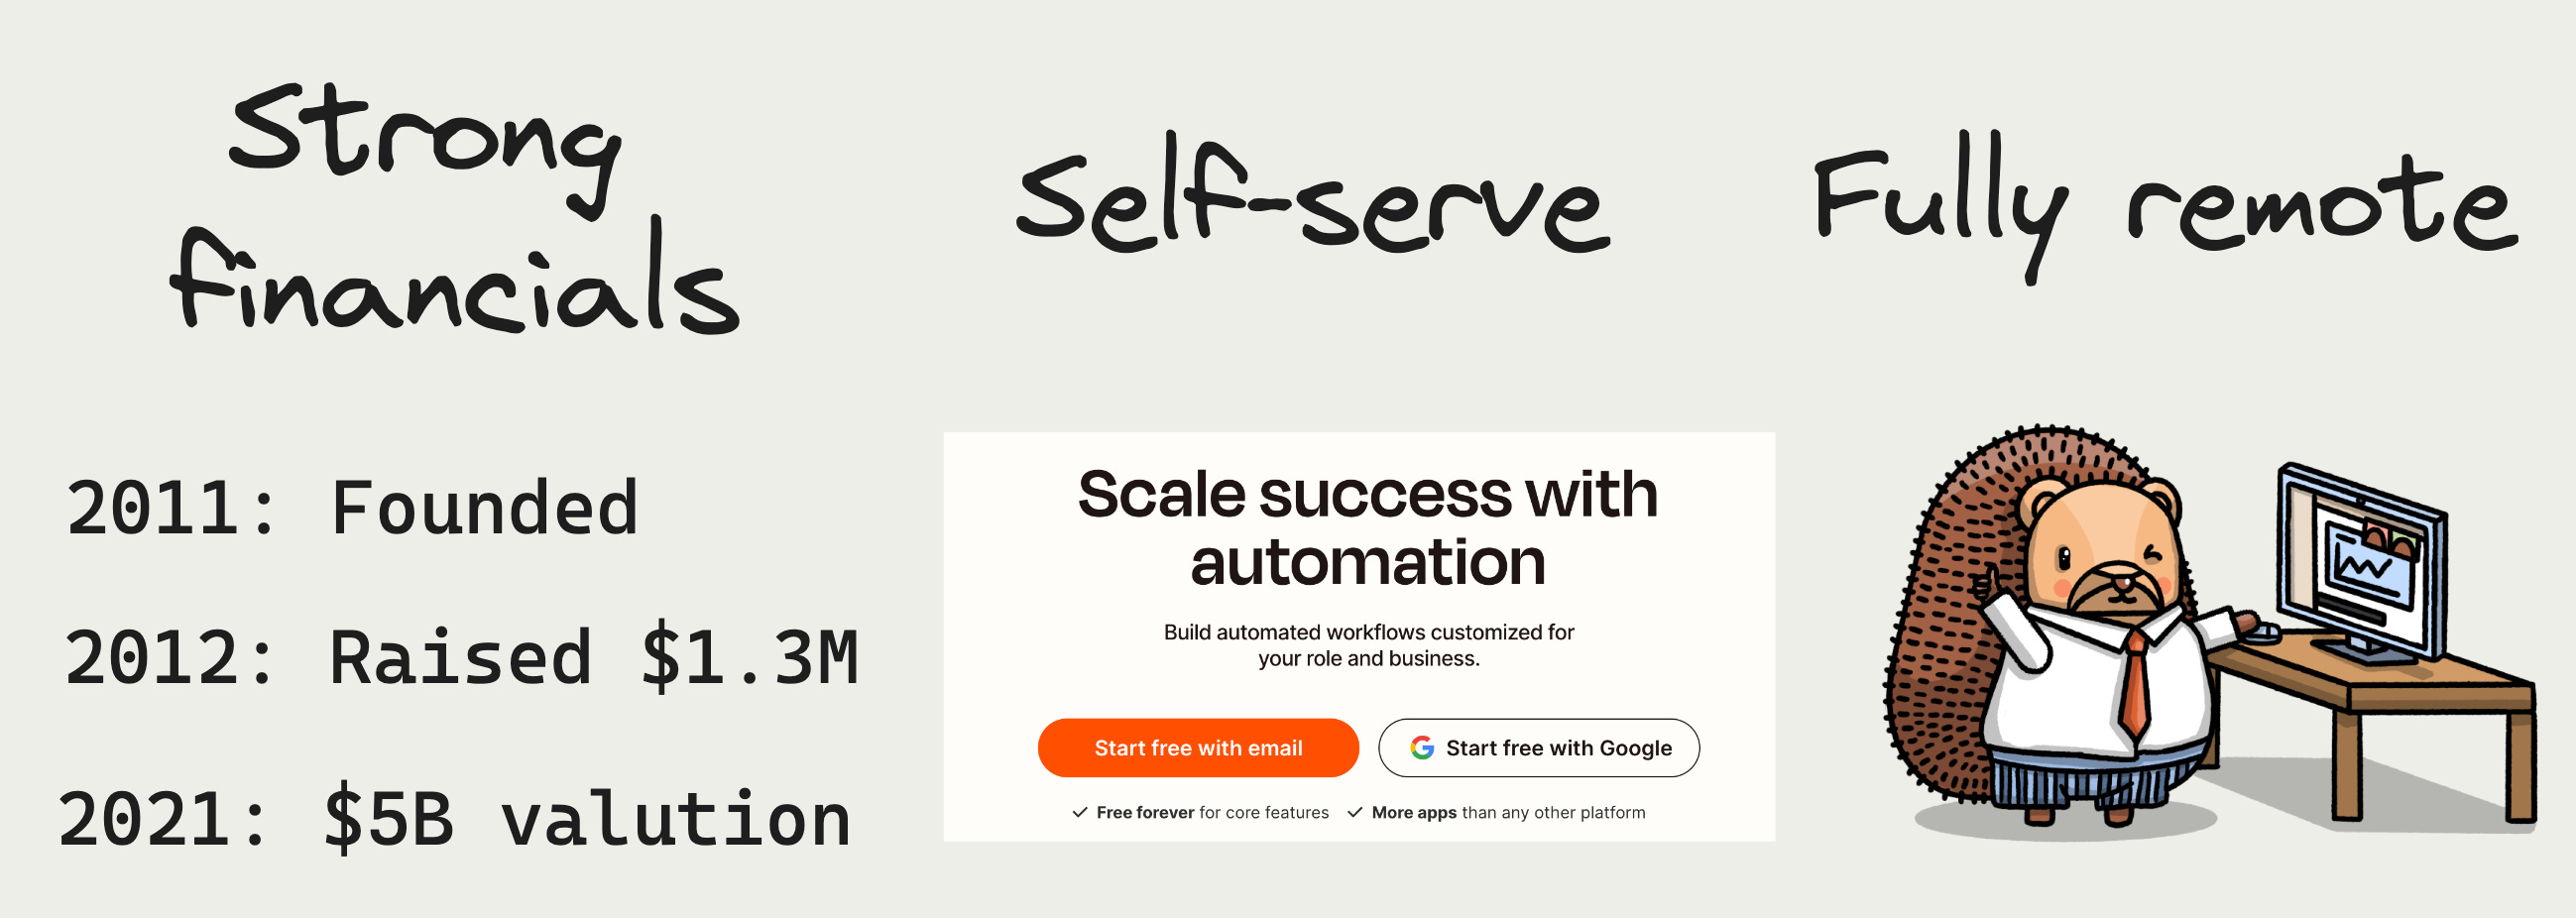 Strong
financials
2011: Founded
2012: Raised $1.3M
2021: $5B valution
Self-serve
Scale success with
automation
Build automated workflows customized for
your role and business.
Start free with email
Start free with Google
✓ Free forever for core features ✓ More apps than any other platform
Fully remote